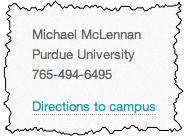 Michael McLennan
Purdue University
765-494-6495
Directions to campus